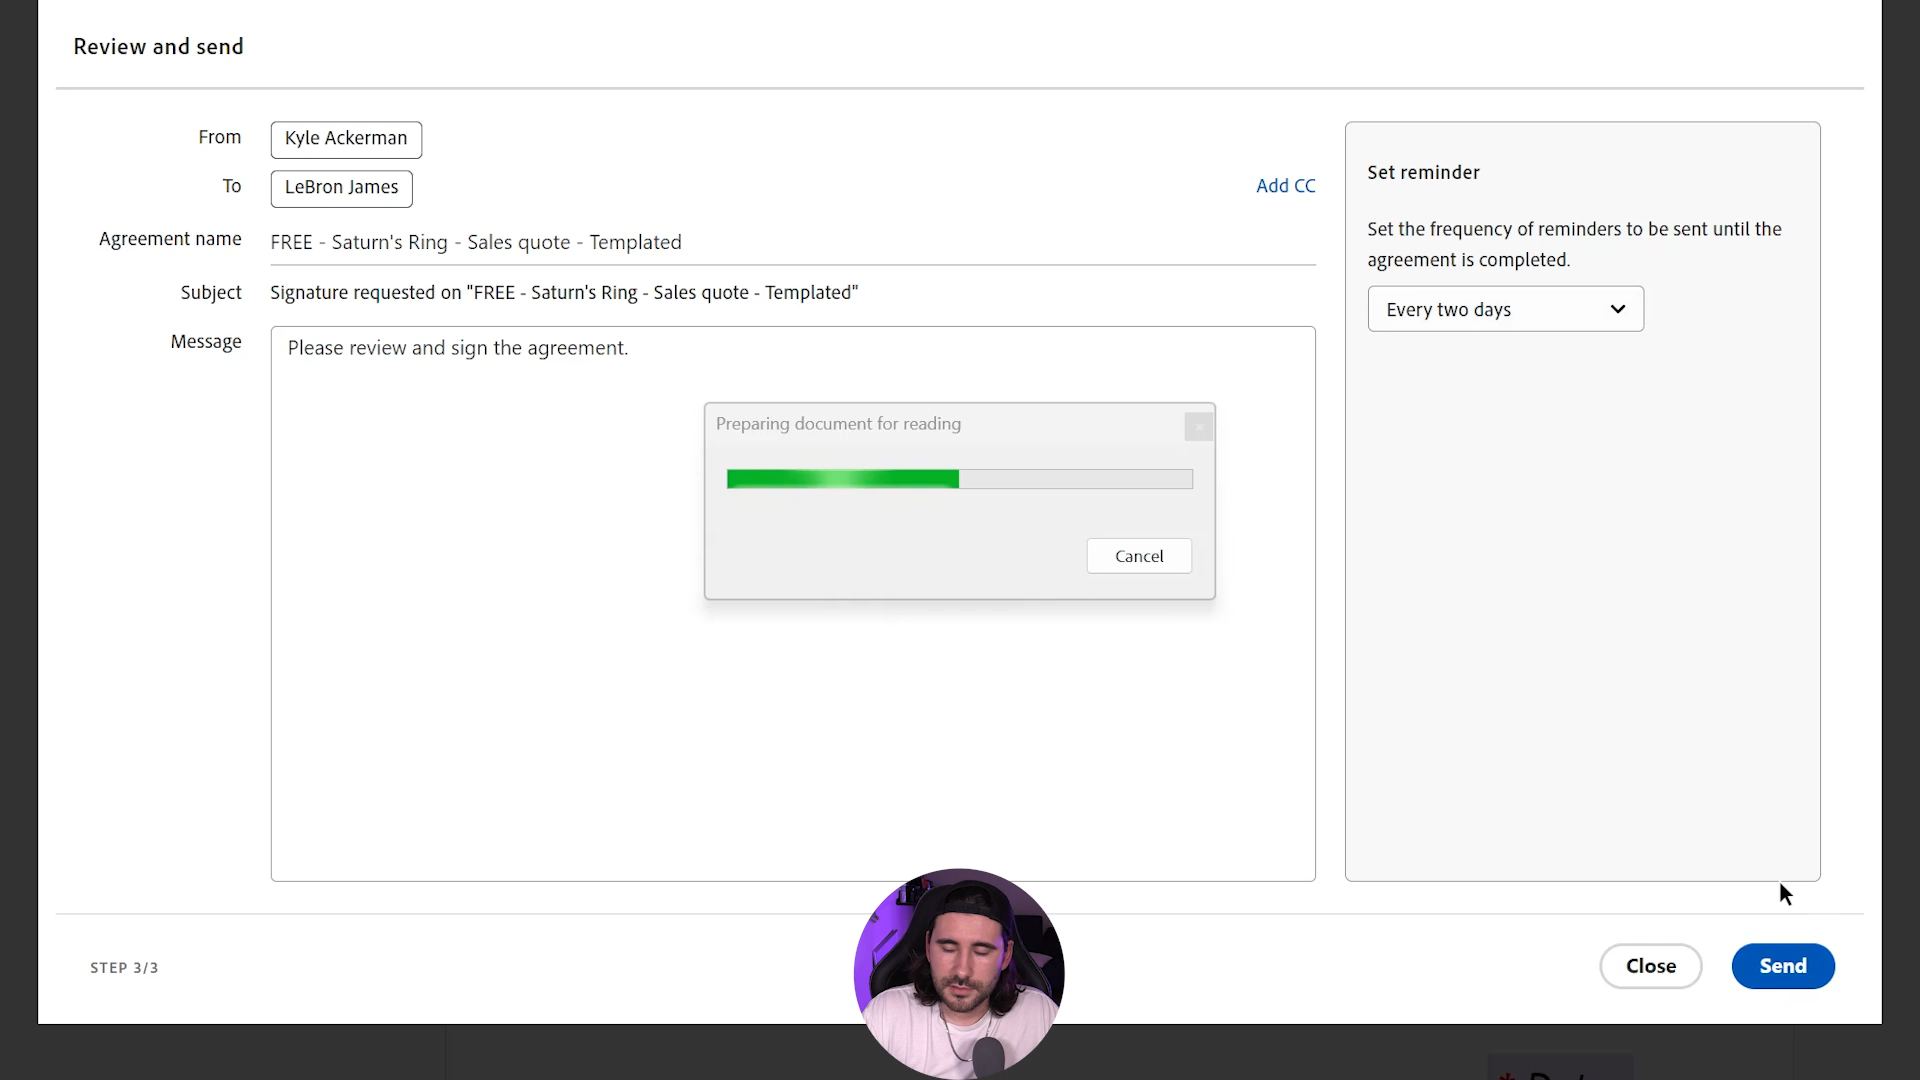 Review and send
From
Kyle Ackerman
To
LeBron James
Add CC
Agreement name
FREE - Saturn's Ring - Sales quote - Templated
Subject
Signature requested on "FREE - Saturn's Ring - Sales quote - Templated"
Message
Please review and sign the agreement.
Preparing document for reading
Cancel
Set reminder
Set the frequency of reminders to be sent until the
agreement is completed.
Every two days
STEP 3/3
Close
Send